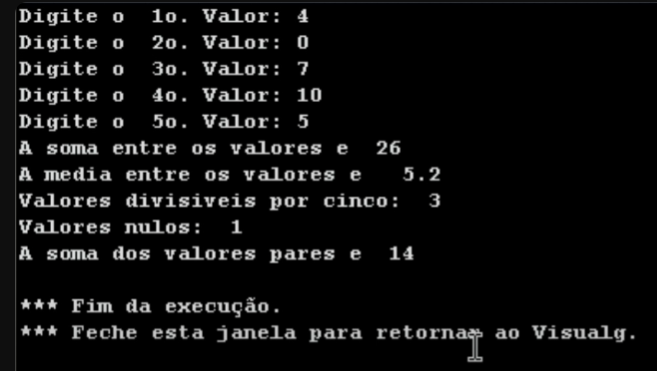 Digite o  1o. Valor: 4
Digite o  2o. Valor: 0
Digite o  3o. Valor: 7
Digite o  4o. Valor: 10
Digite o  5o. Valor: 5
A soma entre os valores e  26
A media entre os valores e   5.2
Valores divisiveis por cinco:  3
Valores nulos:  1
A soma dos valores pares e  14
*** Fim da execução.
*** Feche esta janela para retornar ao Visualg.